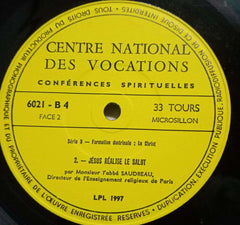 TOUS DROITS DU PRODUCTEUR PHONOGRAPHIQUE ET DU PROPRIÉTAIRE DE L'ŒUVRE ENREGISTRÉE RÉSERVÉS - DUPLICATION, EXÉCUTION PUBLIQUE, RADIODIFFUSION DE CE DISQUE INTERDITES
CENTRE NATIONAL
DES VOCATIONS
CONFÉRENCES SPIRITUELLES
6021 - B 4
FACE 2
33 TOURS
MICROSILLON
Série B - Formation doctrinale : Le Christ
2. - JÉSUS RÉALISE LE SALUT
par Monsieur l'abbé SAUDREAU,
Directeur de l'Enseignement religieux de Paris
LPL 1997